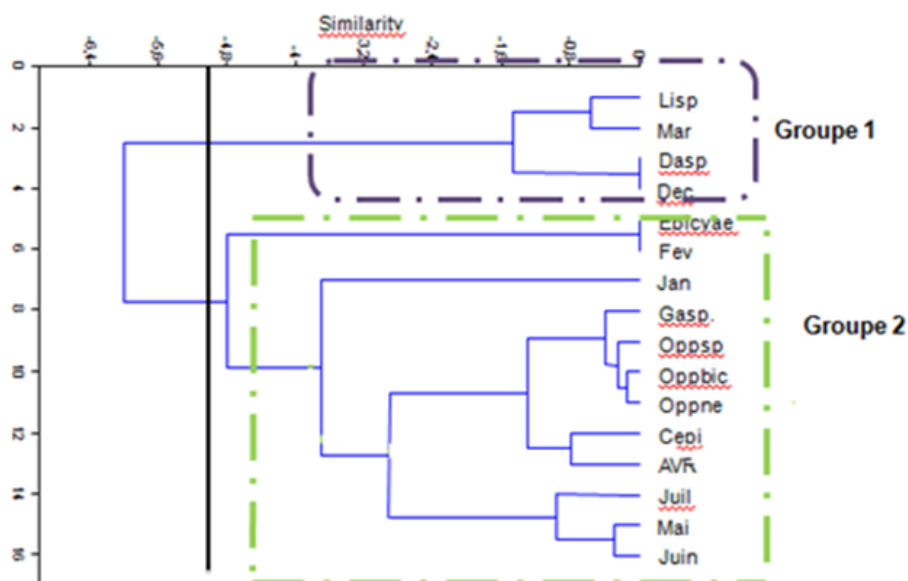 Similarity
-6,4 -5,6 -4,8 -4 -3,2 -2,4 -1,6 -0,8 0
0
Lisp
2
Mar
Groupe 1
Dasp
4
Dec
Ebicyae
6
Fev
Jan
8
Gasp.
Groupe 2
Oppsp
10
Oppbic
Oppne
12
Cepi
AVR
14
Juil
Mai
16
Juin